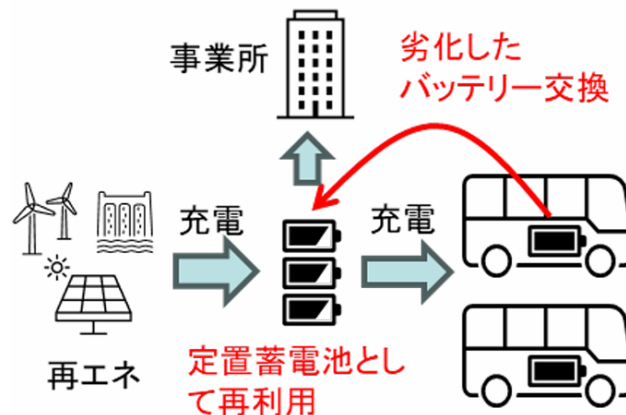 事業所
劣化した
バッテリー交換
充電
充電
再エネ
定置蓄電池とし
て再利用